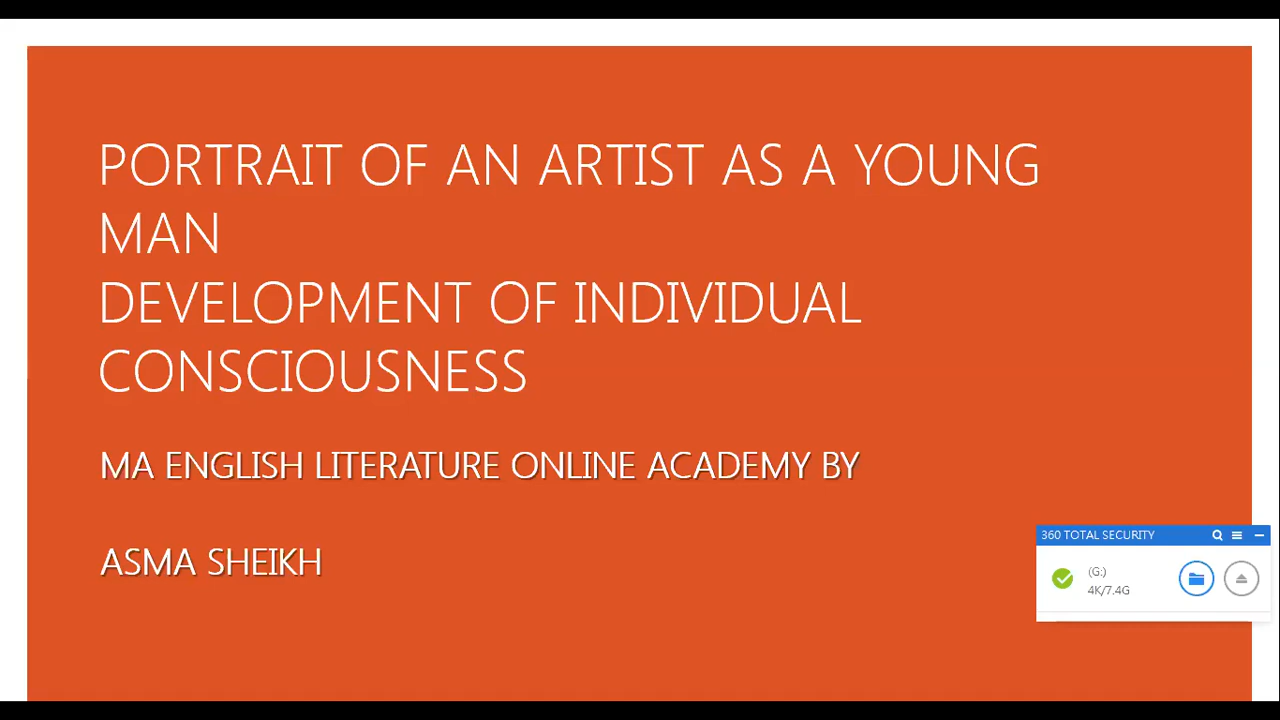 PORTRAIT OF AN ARTIST AS A YOUNG
MAN
DEVELOPMENT OF INDIVIDUAL
CONSCIOUSNESS
MA ENGLISH LITERATURE ONLINE ACADEMY BY
ASMA SHEIKH
360 TOTAL SECURITY
(G:)
4K/7.4G